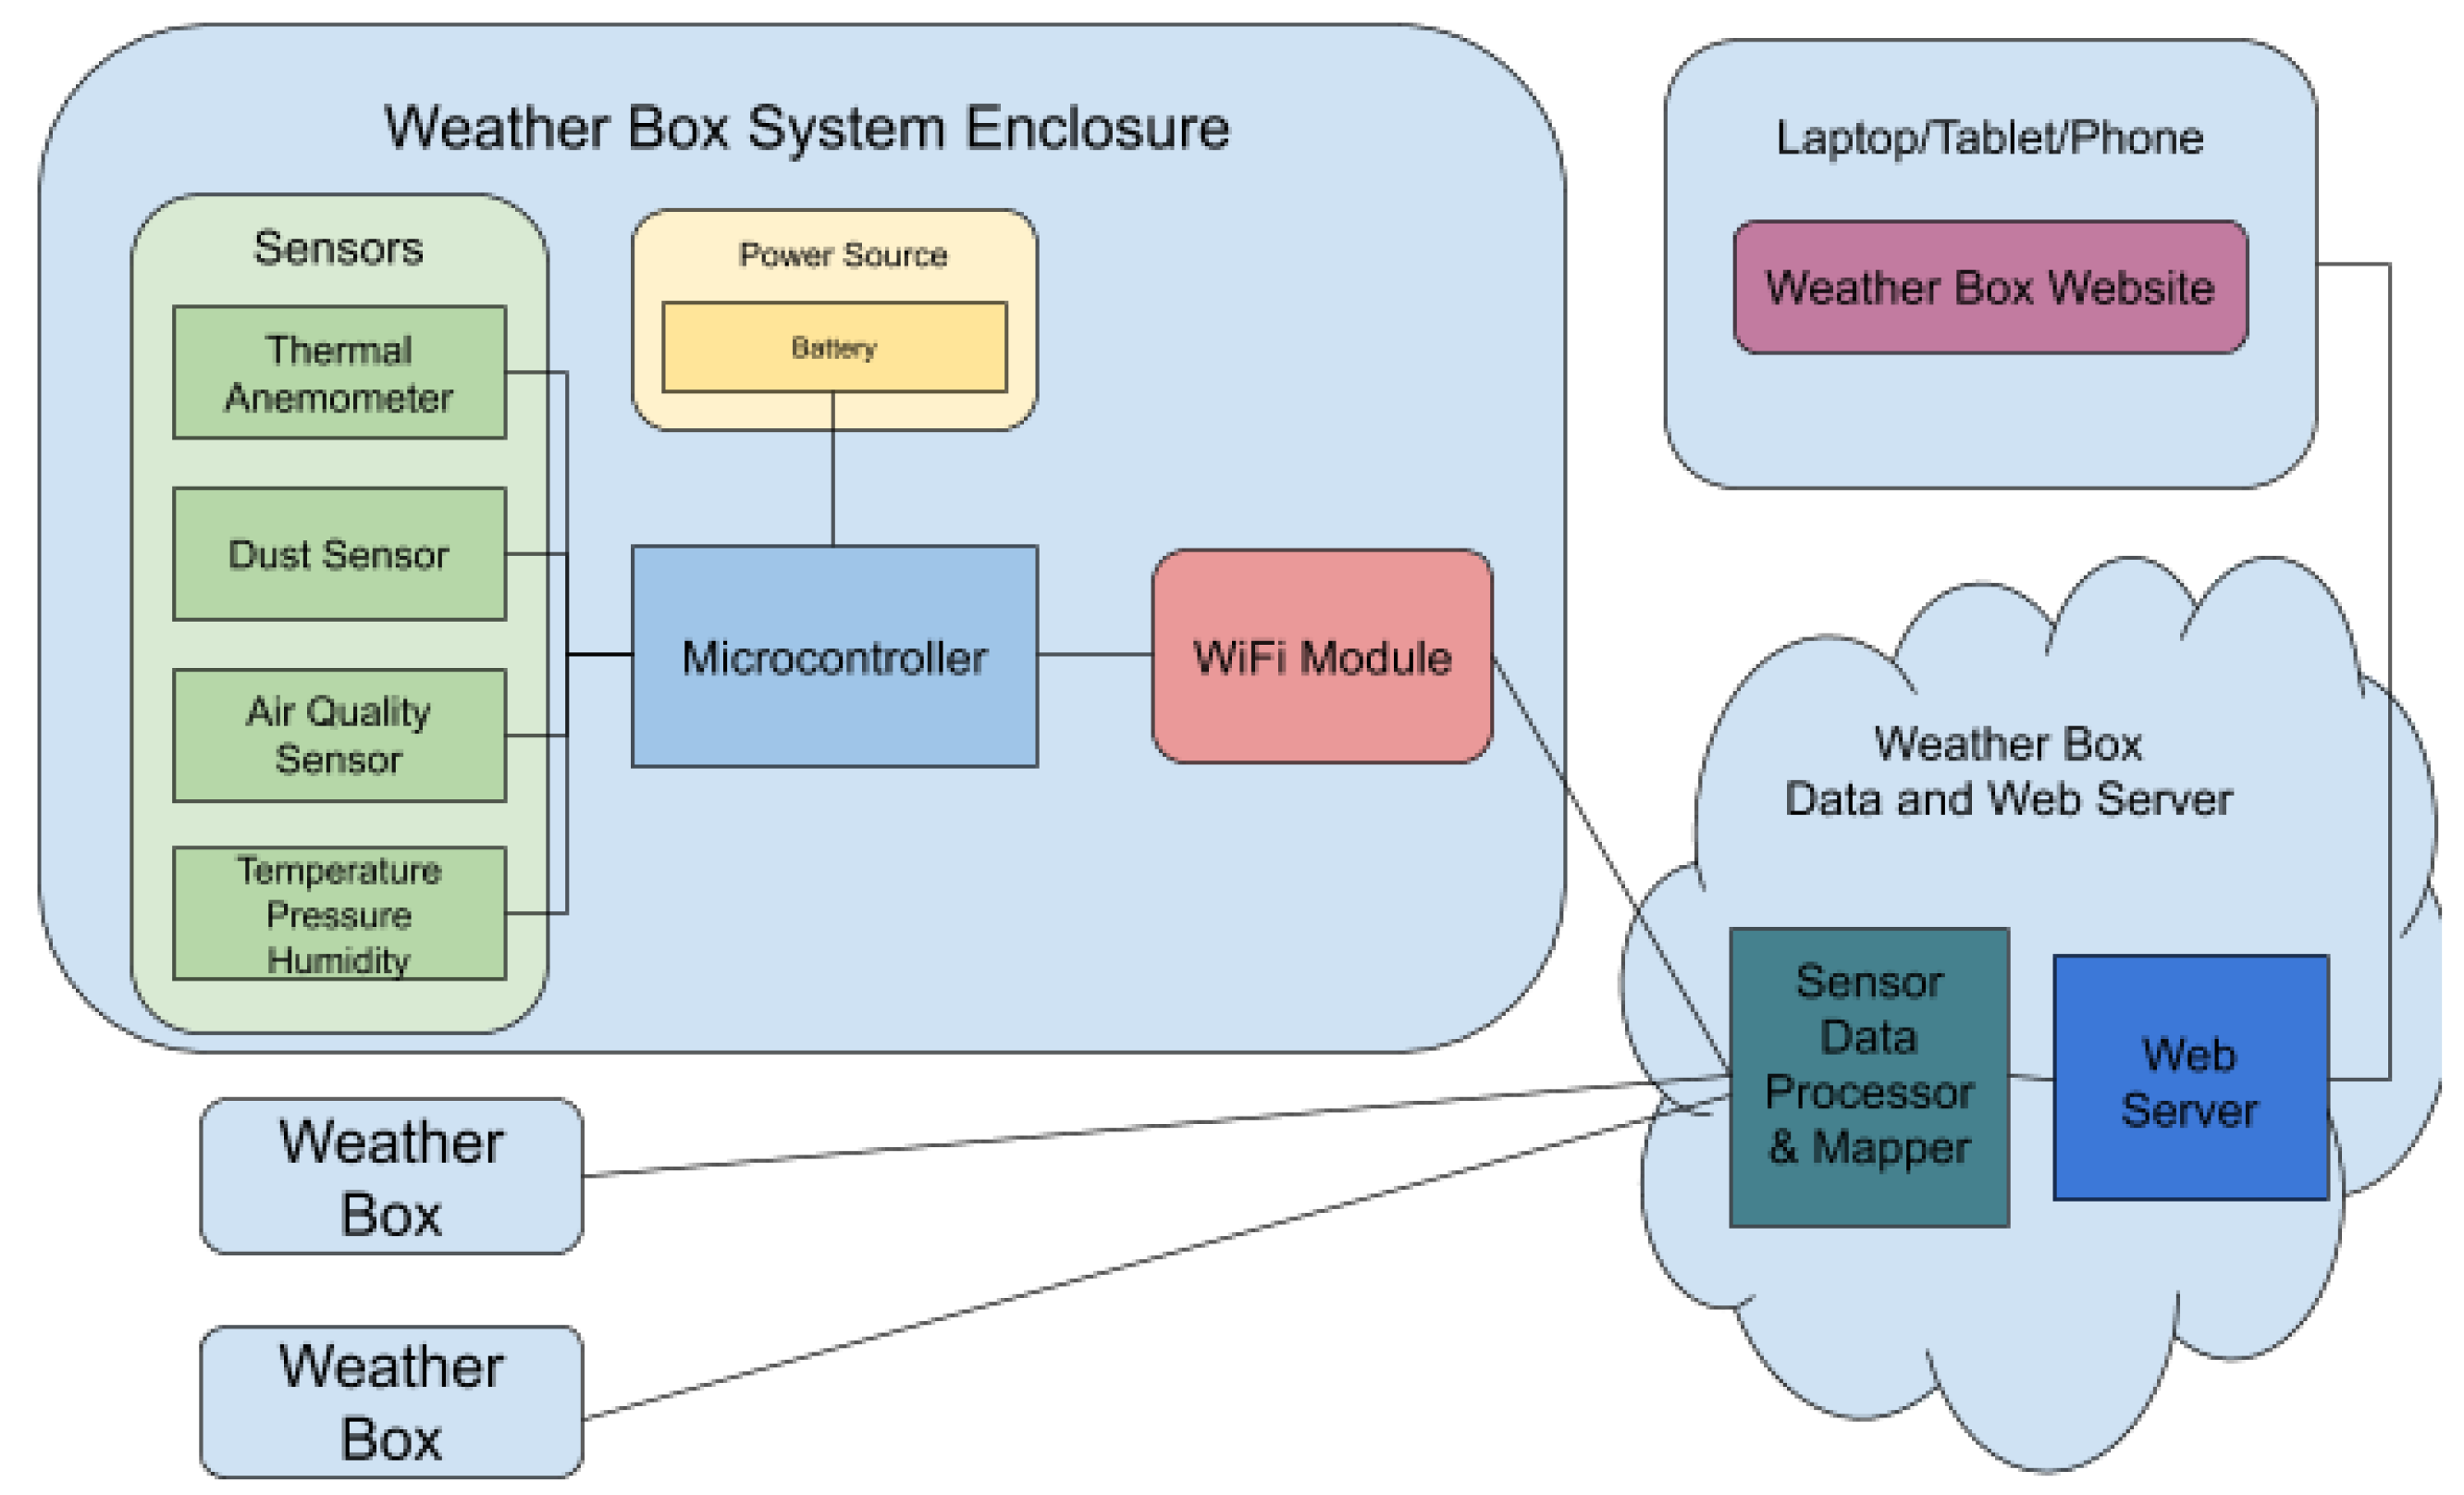 Weather Box System Enclosure
Sensors
Thermal
Anemometer
Dust Sensor
Air Quality
Sensor
Temperature
Pressure
Humidity
Power Source
Battery
Microcontroller
WiFi Module
Laptop/Tablet/Phone
Weather Box Website
Weather Box
Data and Web Server
Sensor
Data
Processor
& Mapper
Web
Server
Weather
Box
Weather
Box